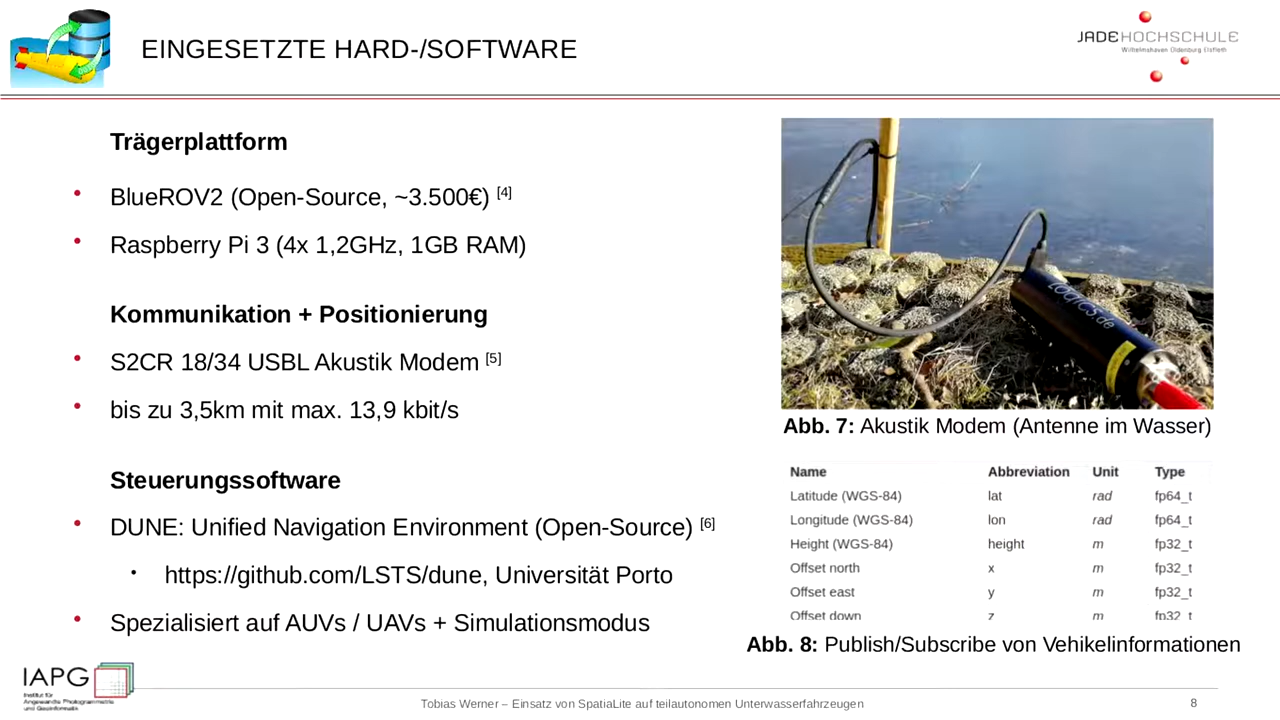 EINGESETZTE HARD-/SOFTWARE
JADEHOCHSCHULE
Wilhelmshaven Oldenburg Elsfleth
Trägerplattform
• BlueROV2 (Open-Source, ~3.500€) [4]
• Raspberry Pi 3 (4x 1,2GHz, 1GB RAM)
Kommunikation + Positionierung
• S2CR 18/34 USBL Akustik Modem [5]
• bis zu 3,5km mit max. 13,9 kbit/s
Steuerungssoftware
• DUNE: Unified Navigation Environment (Open-Source) [6]
• https://github.com/LSTS/dune, Universität Porto
• Spezialisiert auf AUVs / UAVs + Simulationsmodus
LOGICS.de
Abb. 7: Akustik Modem (Antenne im Wasser)
Name Abbreviation Unit Type
Latitude (WGS-84) lat rad fp64_t
Longitude (WGS-84) lon rad fp64_t
Height (WGS-84) height m fp32_t
Offset north x m fp32_t
Offset east y m fp32_t
Offset down z m fp32_t
Abb. 8: Publish/Subscribe von Vehikelinformationen
IAPG
Institut für
Angewandte Photogrammetrie
und Geoinformatik
Tobias Werner – Einsatz von SpatiaLite auf teilautonomen Unterwasserfahrzeugen
8